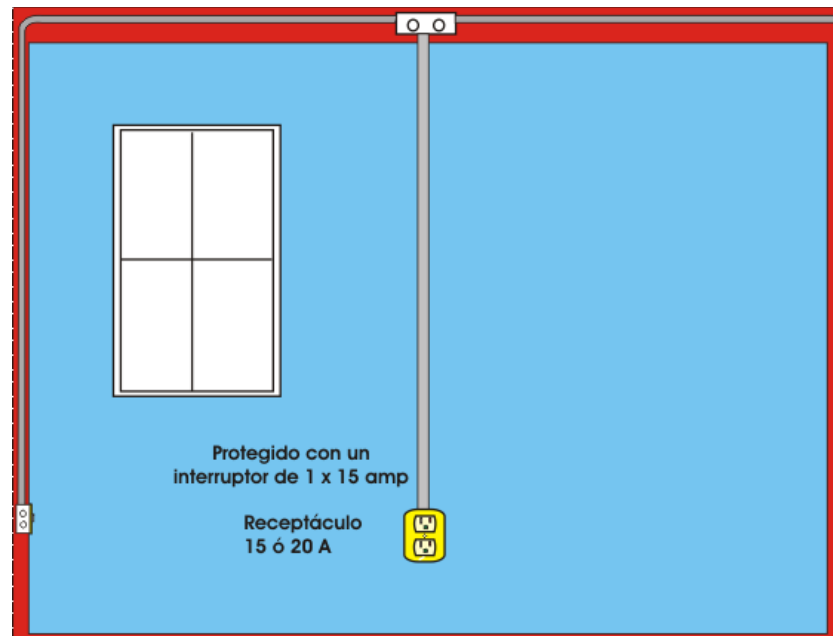 Protegido con un
interruptor de 1 x 15 amp
Receptáculo
15 ó 20 A